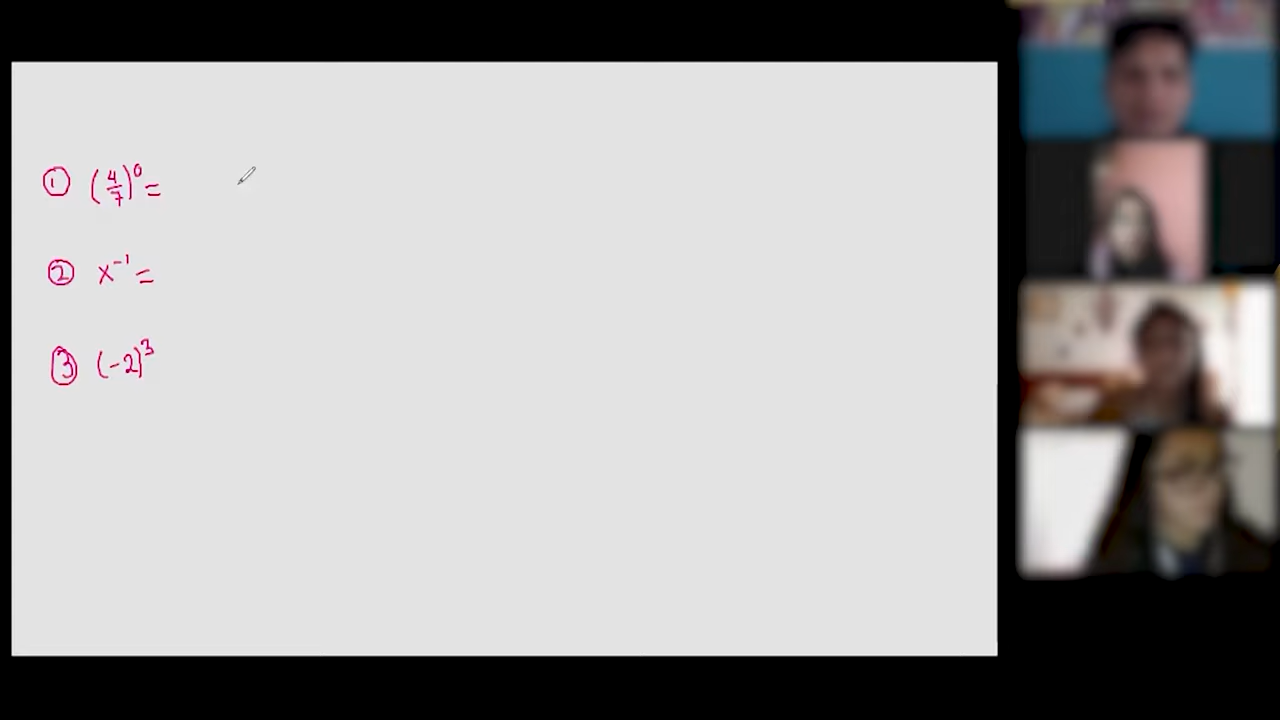 ① (4/7)⁰ =
② x⁻¹ =
③ (-2)³